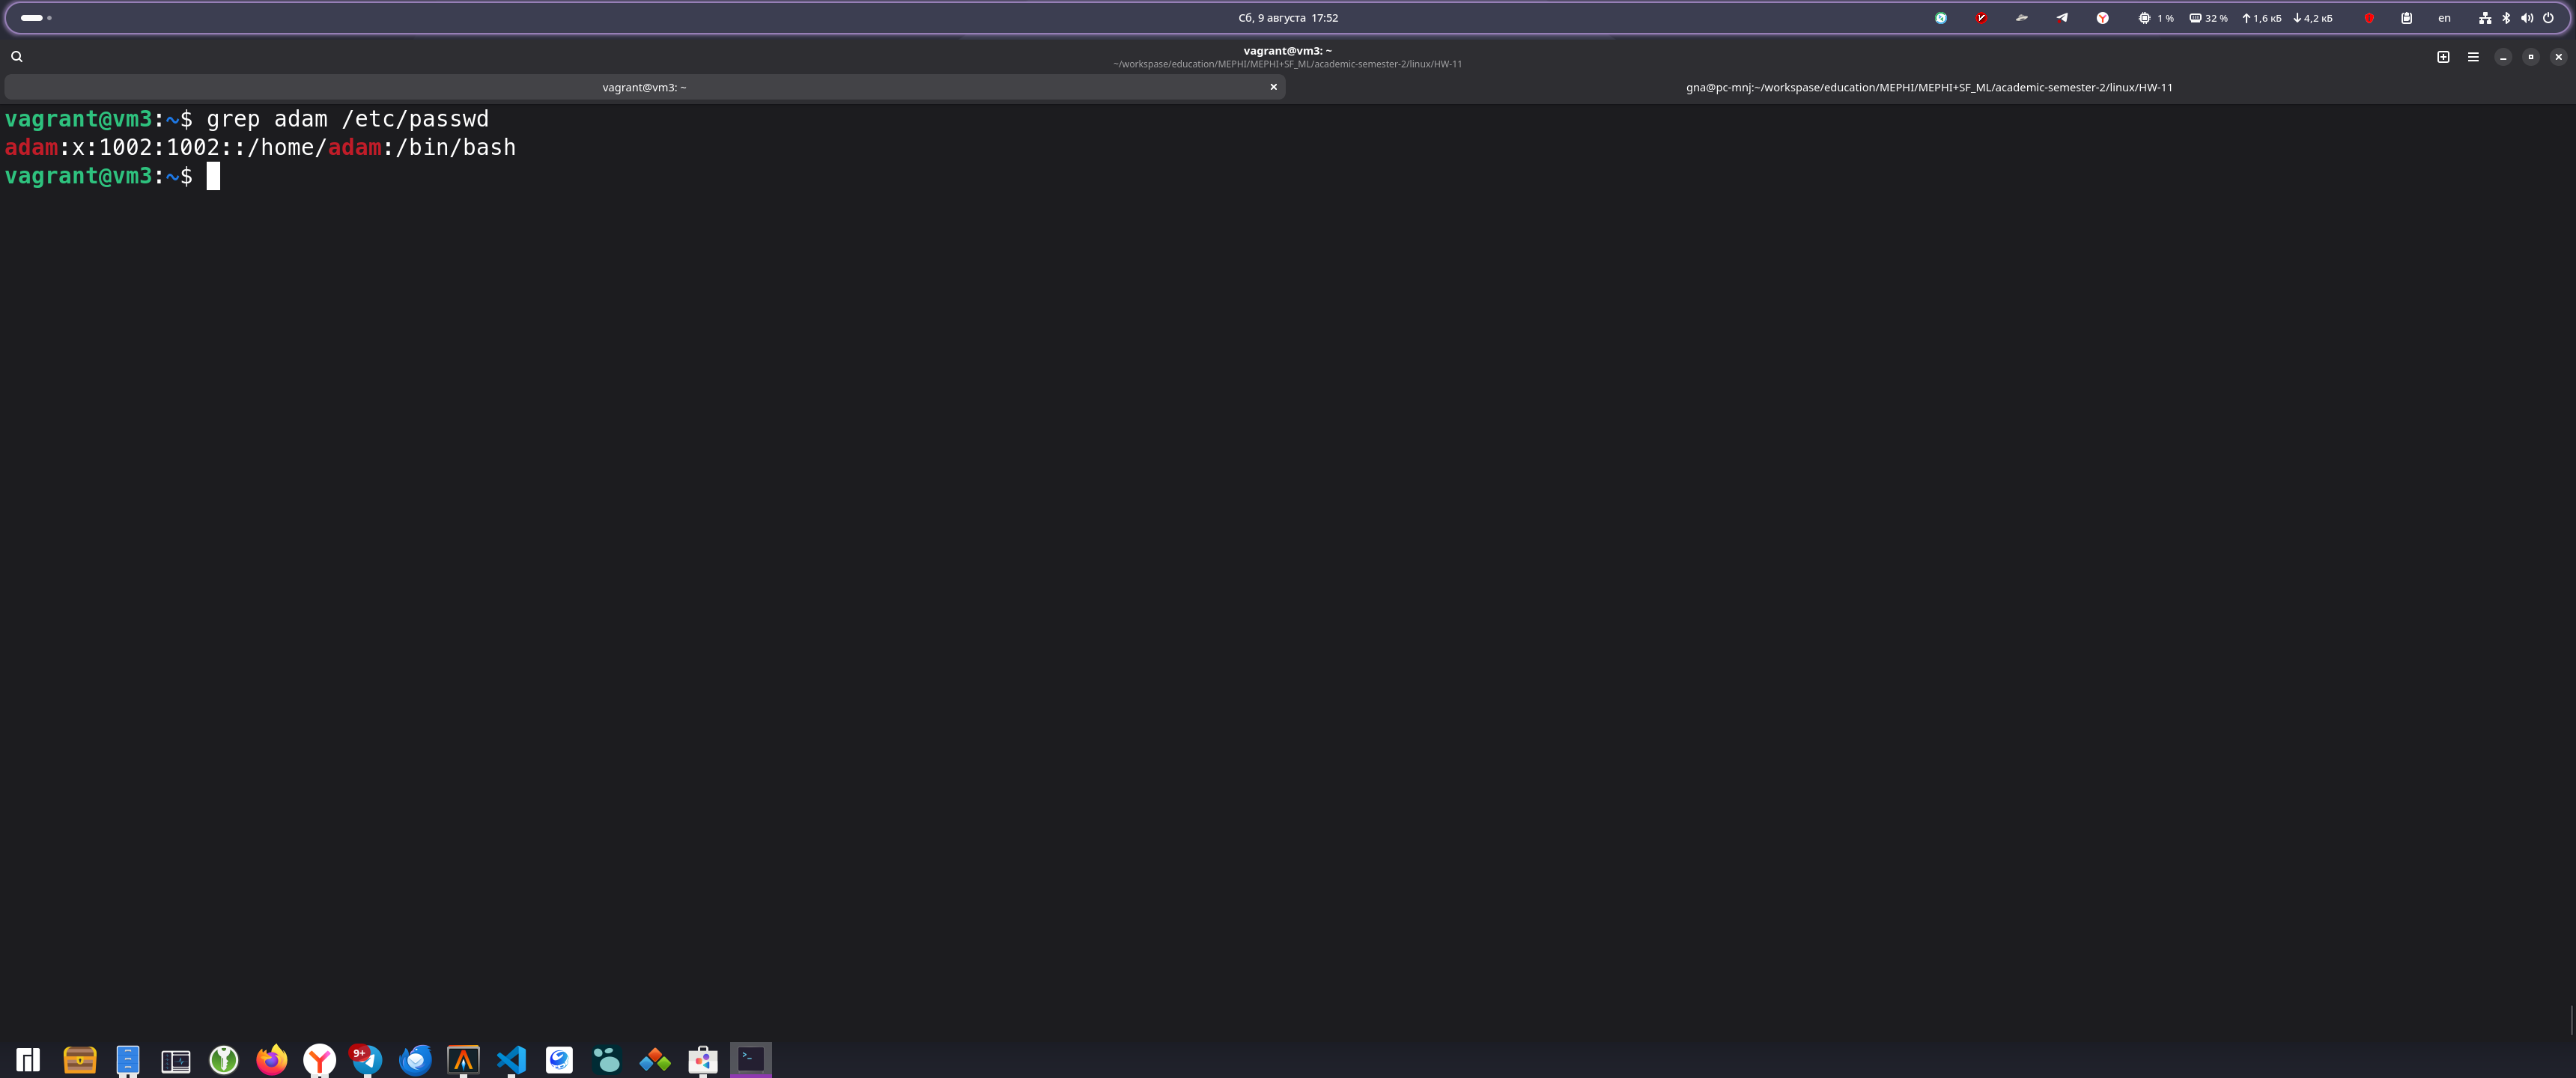 Сб, 9 августа 17:52
1 % 32 % 1,6 кБ 4,2 кБ en
vagrant@vm3: ~
~/workspase/education/MEPHI/MEPHI+SF_ML/academic-semester-2/linux/HW-11
vagrant@vm3: ~
gna@pc-mnj:~/workspase/education/MEPHI/MEPHI+SF_ML/academic-semester-2/linux/HW-11
vagrant@vm3:~$ grep adam /etc/passwd
adam:x:1002:1002::/home/adam:/bin/bash
vagrant@vm3:~$
9+